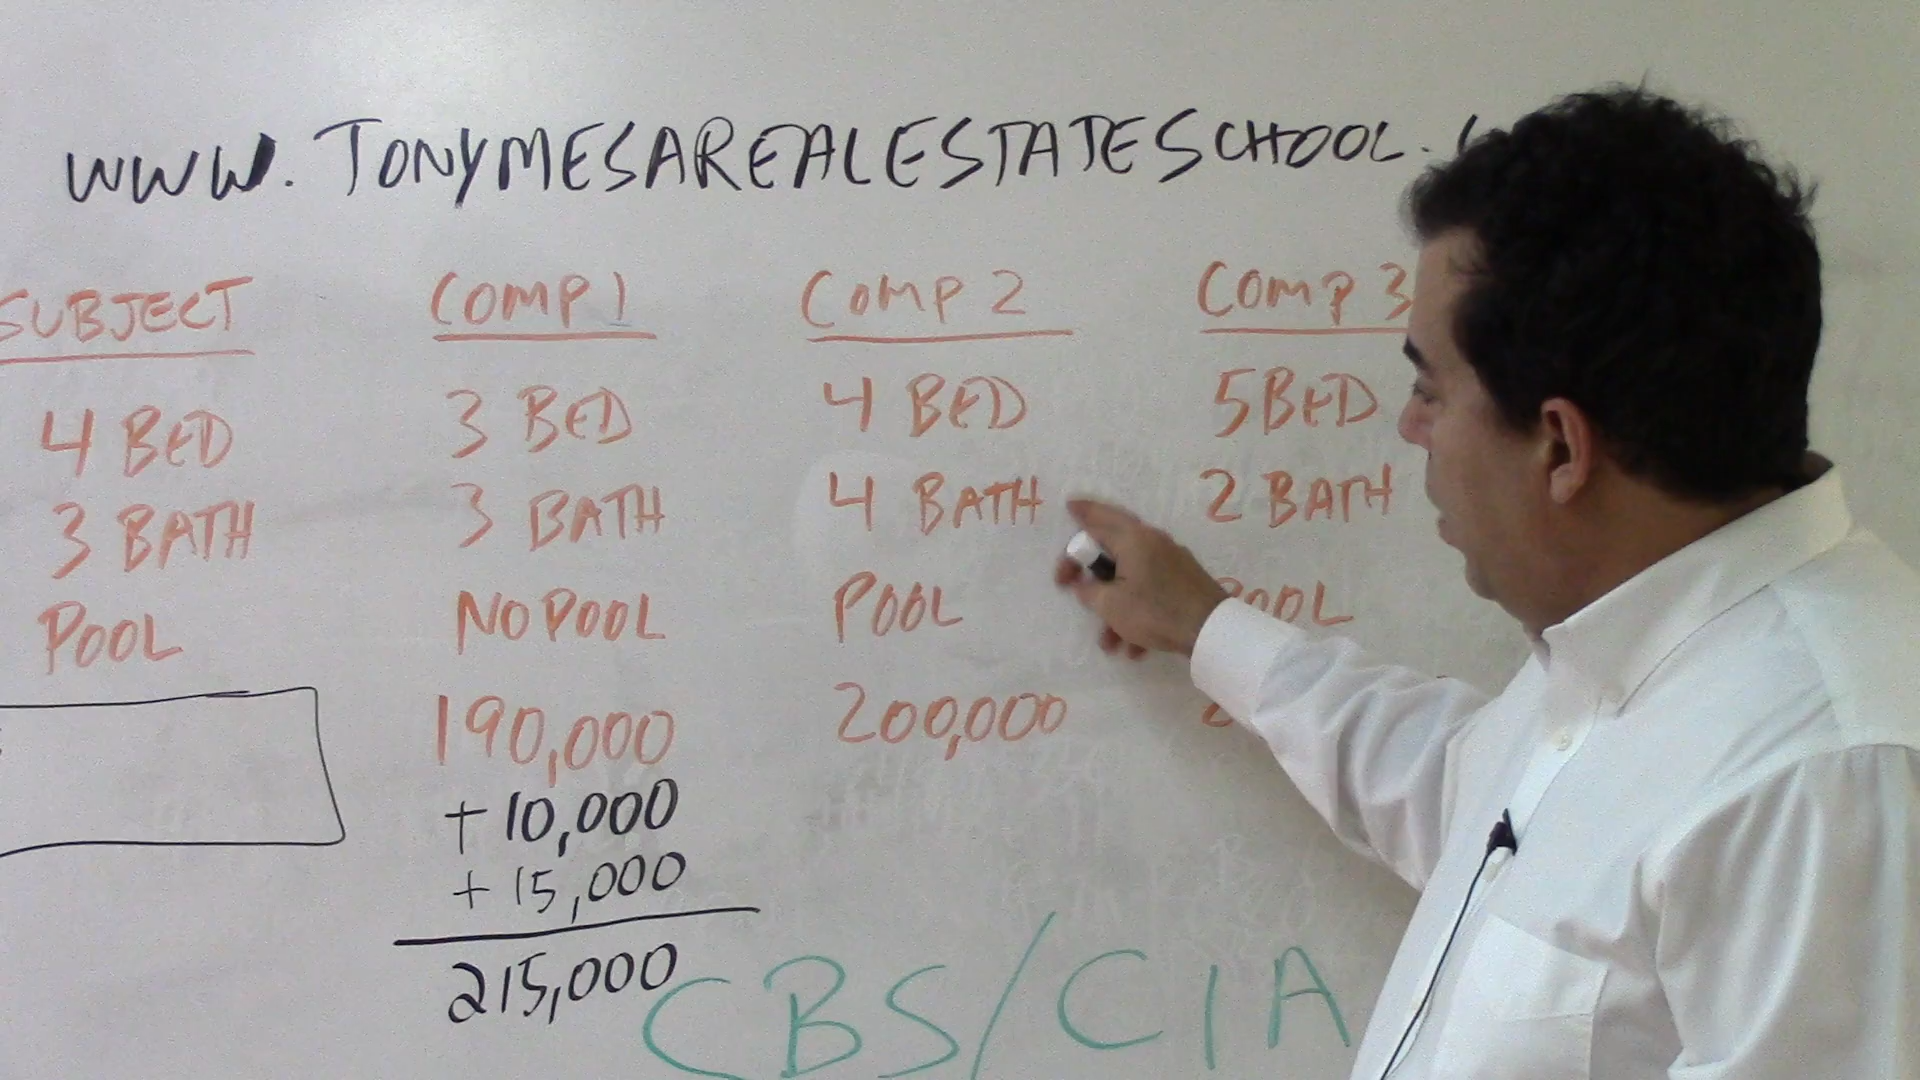 WWW.TONYMESAREALESTATESCHOOL.
SUBJECT COMP 1 COMP 2 COMP 3
4 BED 3 BED 4 BED 5 BED
3 BATH 3 BATH 4 BATH 2 BATH
POOL NO POOL POOL POOL
190,000 200,000
+ 10,000
+ 15,000
215,000
CBS/CIA